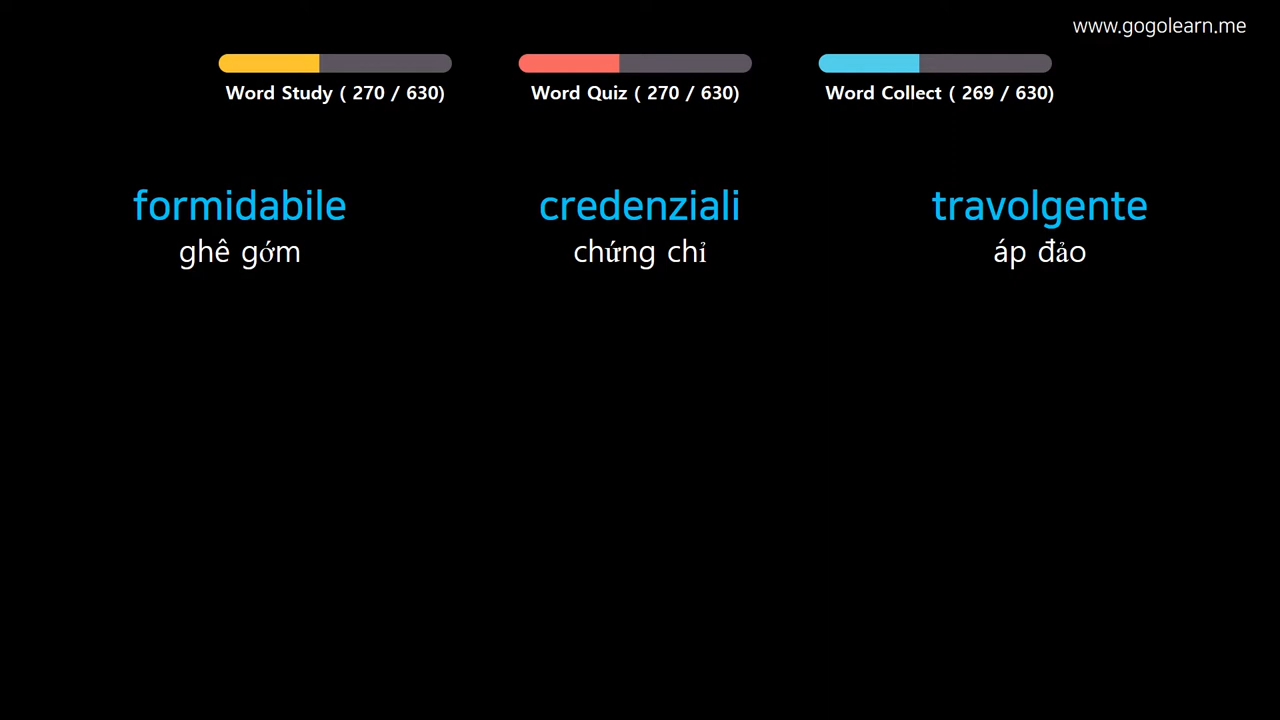 www.gogolearn.me
Word Study ( 270 / 630)
Word Quiz ( 270 / 630)
Word Collect ( 269 / 630)
formidabile
ghê gớm
credenziali
chứng chỉ
travolgente
áp đảo